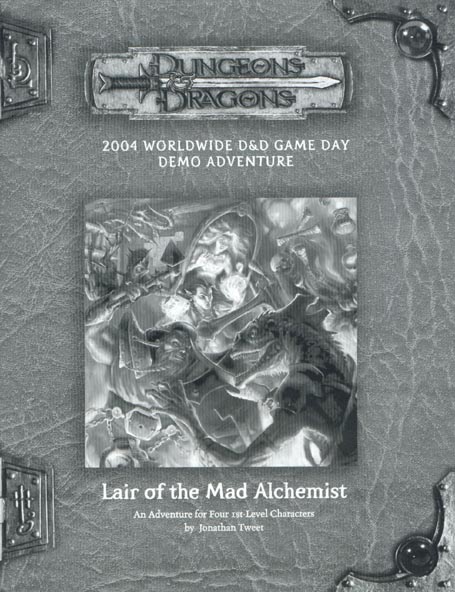 DUNGEONS
&
DRAGONS
2004 WORLDWIDE D&D GAME DAY
DEMO ADVENTURE
Lair of the Mad Alchemist
An Adventure for Four 1st-Level Characters
by Jonathan Tweet